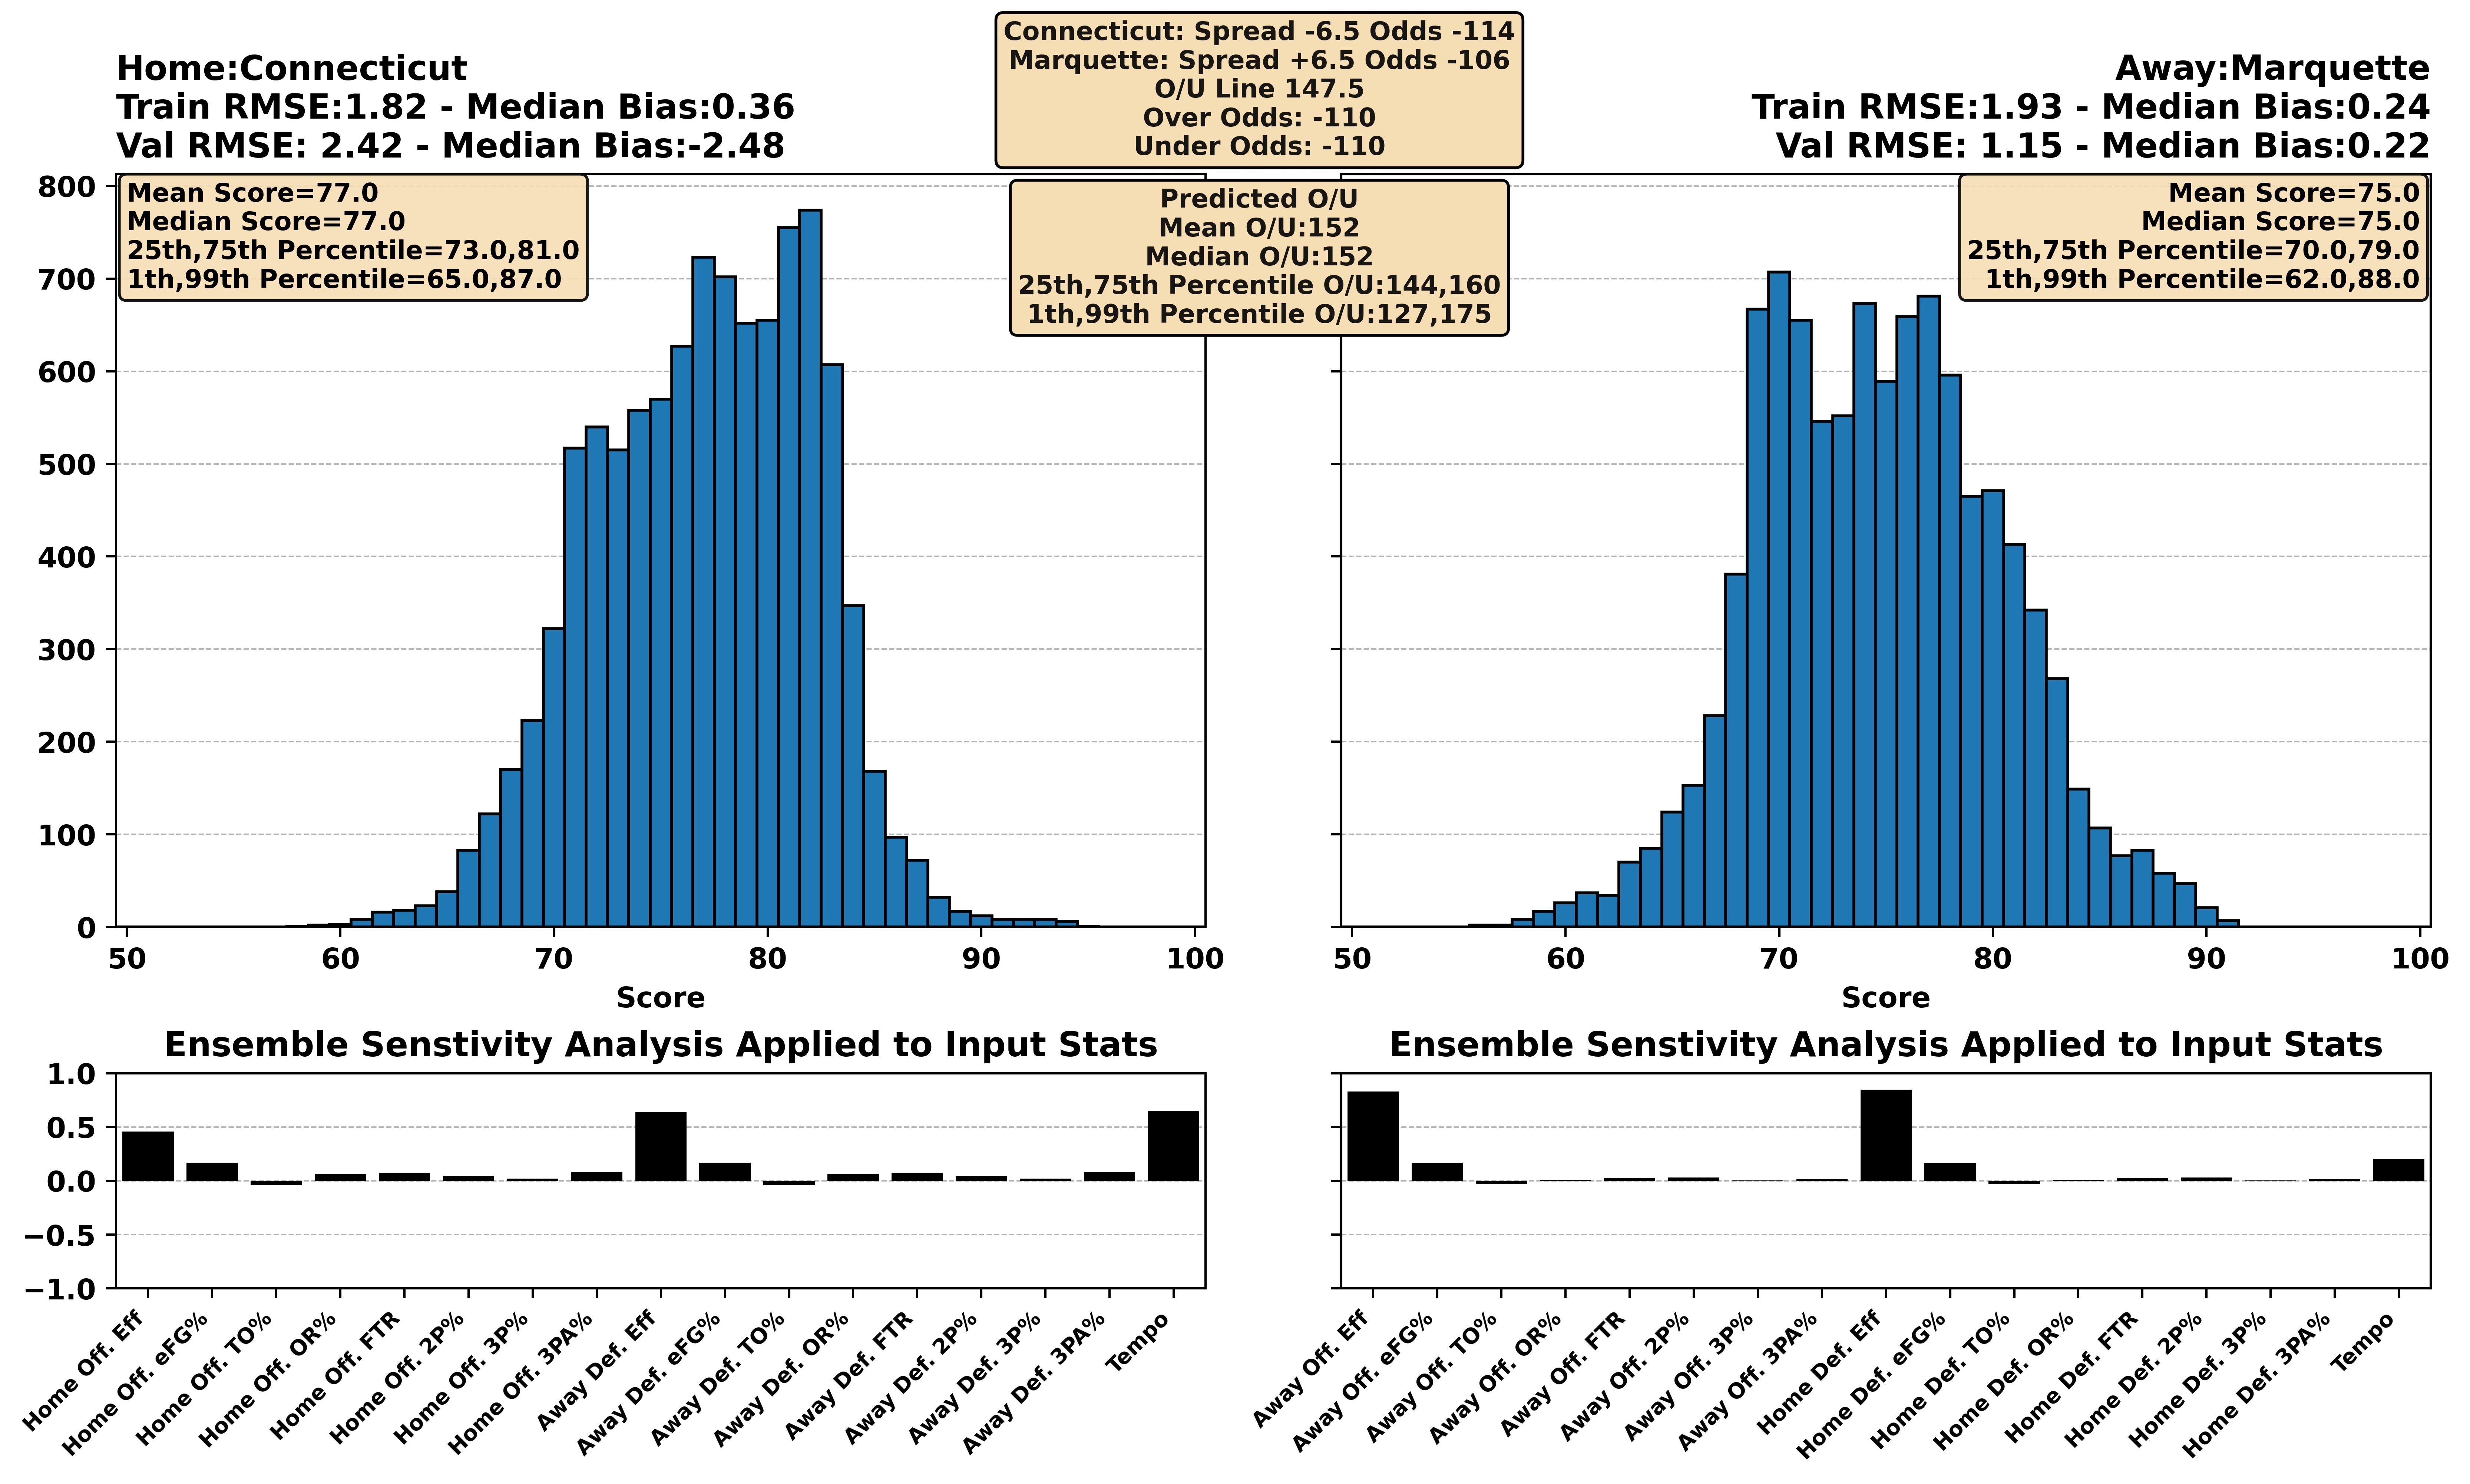 Connecticut: Spread -6.5 Odds -114
Marquette: Spread +6.5 Odds -106
O/U Line 147.5
Over Odds: -110
Under Odds: -110
Home:Connecticut
Train RMSE:1.82 - Median Bias:0.36
Val RMSE: 2.42 - Median Bias:-2.48
Away:Marquette
Train RMSE:1.93 - Median Bias:0.24
Val RMSE: 1.15 - Median Bias:0.22
Mean Score=77.0
Median Score=77.0
25th,75th Percentile=73.0,81.0
1th,99th Percentile=65.0,87.0
Predicted O/U
Mean O/U:152
Median O/U:152
25th,75th Percentile O/U:144,160
1th,99th Percentile O/U:127,175
Mean Score=75.0
Median Score=75.0
25th,75th Percentile=70.0,79.0
1th,99th Percentile=62.0,88.0
800
700
600
500
400
300
200
100
0
50 60 70 80 90 100
Score
50 60 70 80 90 100
Score
Ensemble Senstivity Analysis Applied to Input Stats
1.0
0.5
0.0
−0.5
−1.0
Home Off. Eff
Home Off. eFG%
Home Off. TO%
Home Off. OR%
Home Off. FTR
Home Off. 2P%
Home Off. 3P%
Home Off. 3PA%
Away Def. Eff
Away Def. eFG%
Away Def. TO%
Away Def. OR%
Away Def. FTR
Away Def. 2P%
Away Def. 3P%
Away Def. 3PA%
Tempo
Ensemble Senstivity Analysis Applied to Input Stats
Away Off. Eff
Away Off. eFG%
Away Off. TO%
Away Off. OR%
Away Off. FTR
Away Off. 2P%
Away Off. 3P%
Away Off. 3PA%
Home Def. Eff
Home Def. eFG%
Home Def. TO%
Home Def. OR%
Home Def. FTR
Home Def. 2P%
Home Def. 3P%
Home Def. 3PA%
Tempo